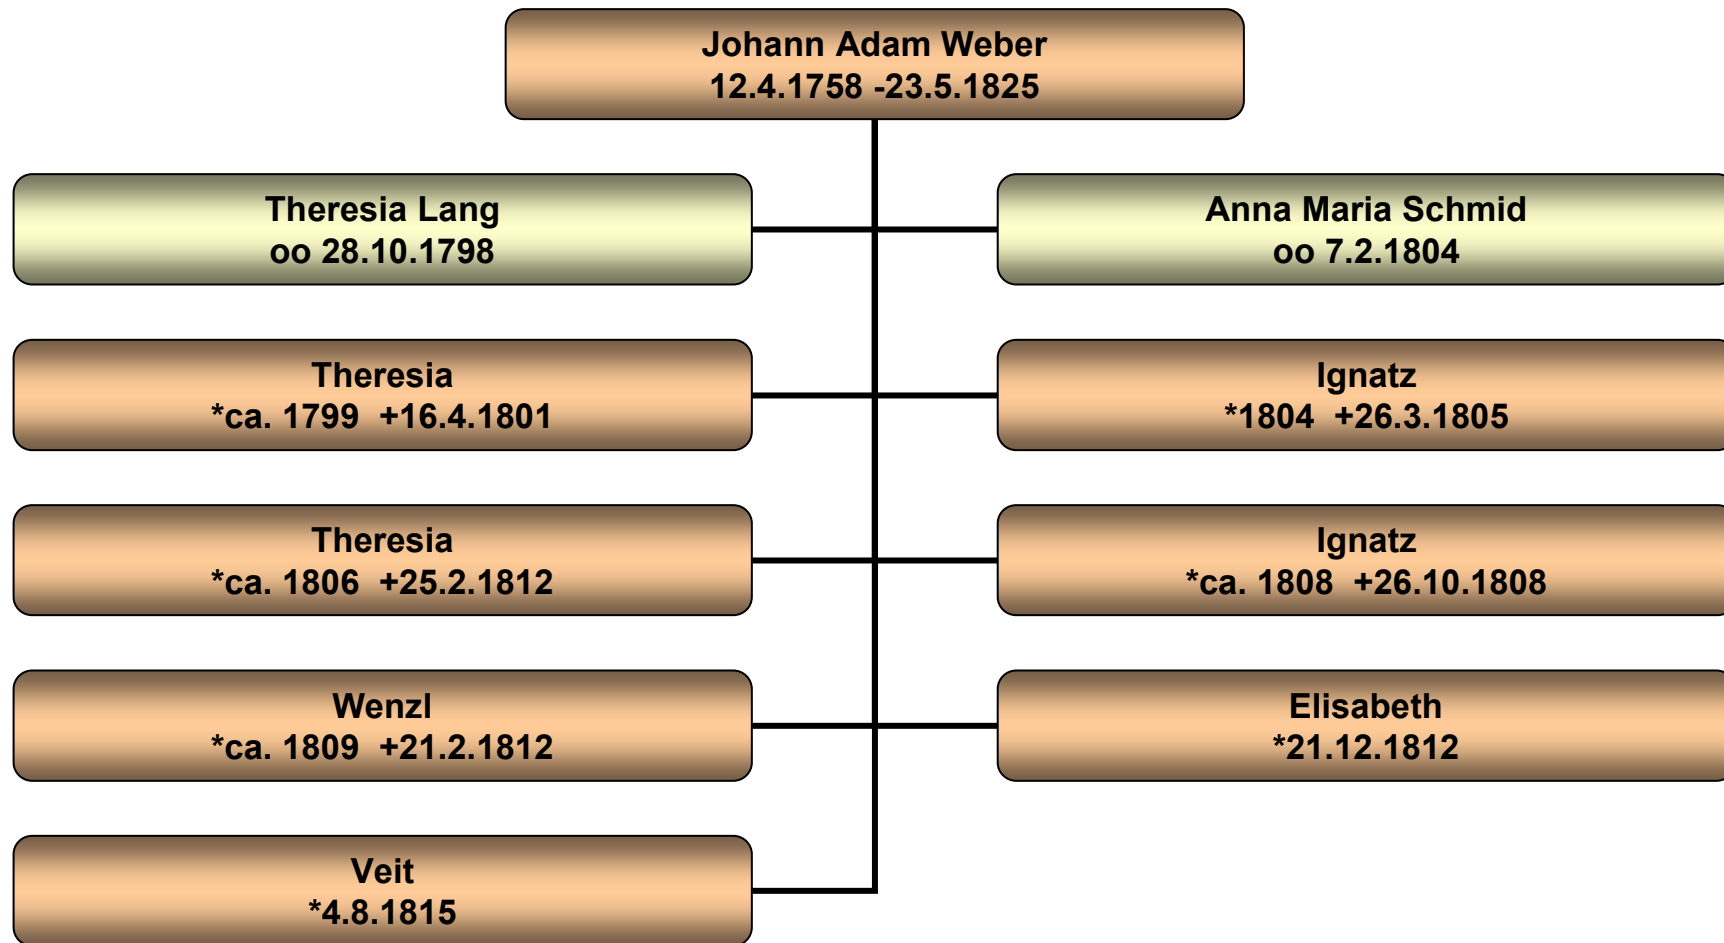 Johann Adam Weber
12.4.1758 -23.5.1825
Theresia Lang
oo 28.10.1798
Anna Maria Schmid
oo 7.2.1804
Theresia
*ca. 1799  +16.4.1801
Ignatz
*1804  +26.3.1805
Theresia
*ca. 1806  +25.2.1812
Ignatz
*ca. 1808  +26.10.1808
Wenzl
*ca. 1809  +21.2.1812
Elisabeth
*21.12.1812
Veit
*4.8.1815